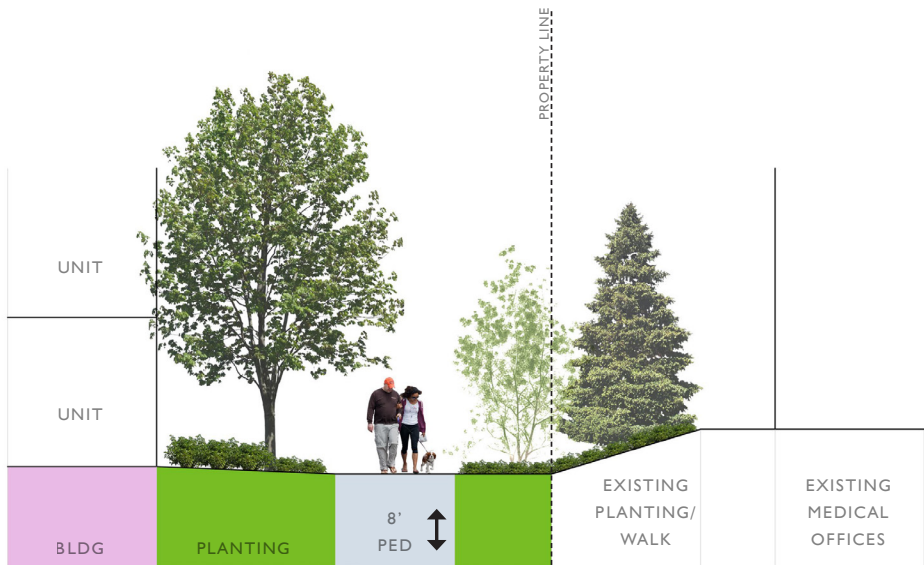 PROPERTY LINE
UNIT
UNIT
BLDG
PLANTING
8'
PED
EXISTING
PLANTING/
WALK
EXISTING
MEDICAL
OFFICES